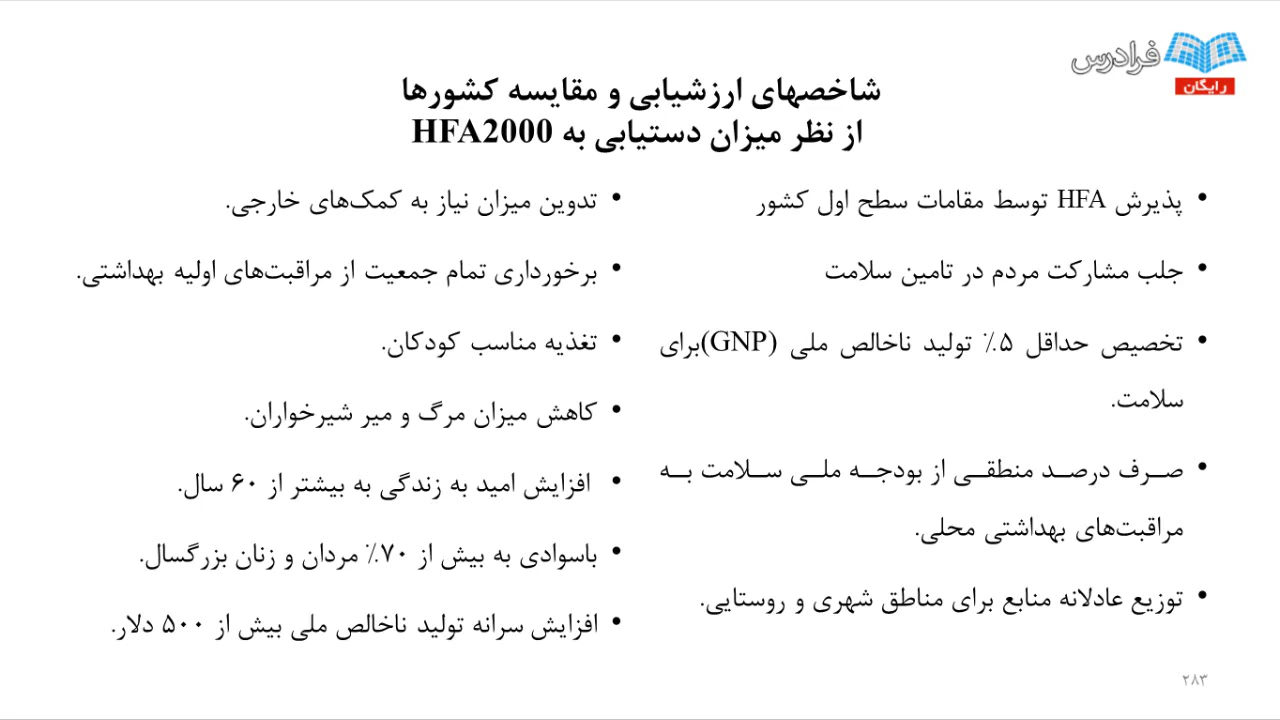 فرادرس
رایگان
شاخصهای ارزشیابی و مقایسه کشورها
از نظر میزان دستیابی به HFA2000
• پذیرش HFA توسط مقامات سطح اول کشور
• جلب مشارکت مردم در تامین سلامت
• تخصیص حداقل ۵٪ تولید ناخالص ملی (GNP)برای
سلامت.
• صرف درصد منطقی از بودجه ملی سلامت به
مراقبت‌های بهداشتی محلی.
• توزیع عادلانه منابع برای مناطق شهری و روستایی.
• تدوین میزان نیاز به کمک‌های خارجی.
• برخورداری تمام جمعیت از مراقبت‌های اولیه بهداشتی.
• تغذیه مناسب کودکان.
• کاهش میزان مرگ و میر شیرخواران.
• افزایش امید به زندگی به بیشتر از ۶۰ سال.
• باسوادی به بیش از ۷۰٪ مردان و زنان بزرگسال.
• افزایش سرانه تولید ناخالص ملی بیش از ۵۰۰ دلار.
۲۸۳